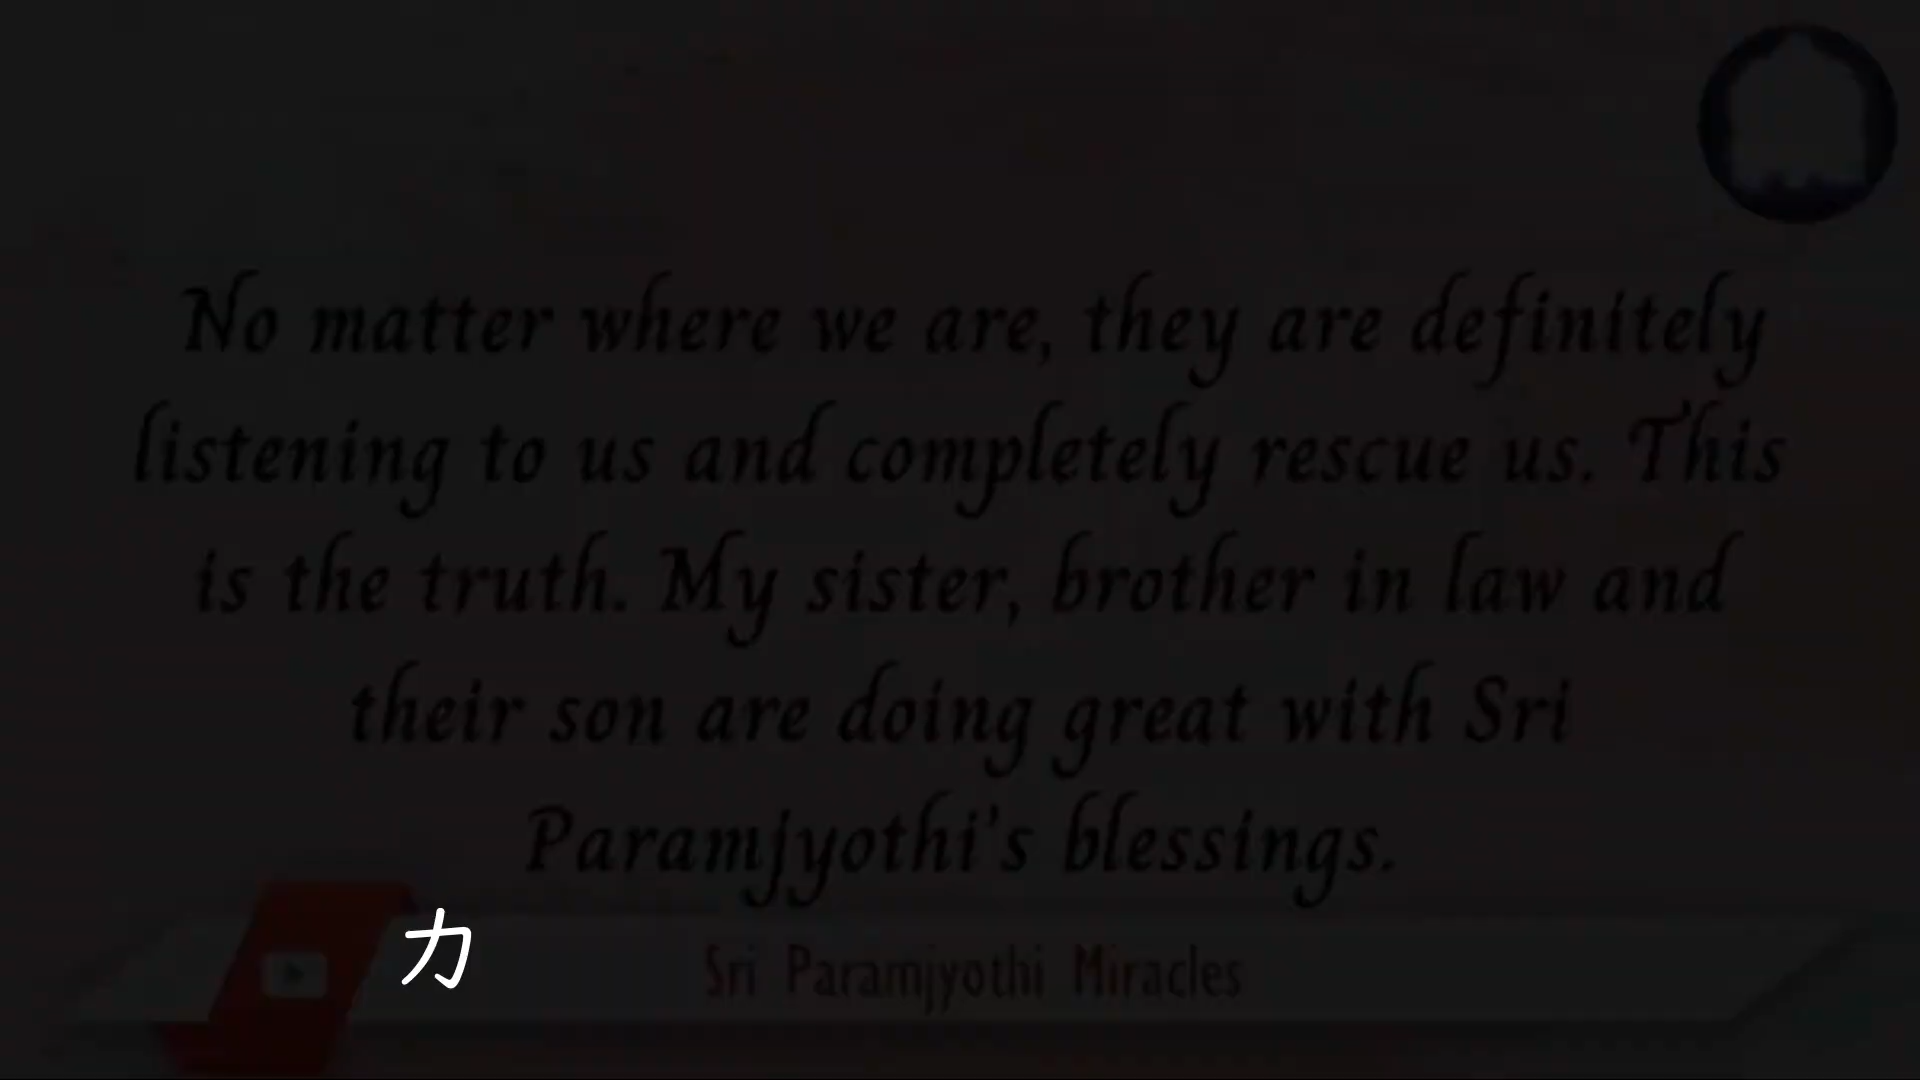 No matter where we are, they are definitely
listening to us and completely rescue us. This
is the truth. My sister, brother in law and
their son are doing great with Sri
Paramjyothi's blessings.
カ
Sri Paramjyothi Miracles